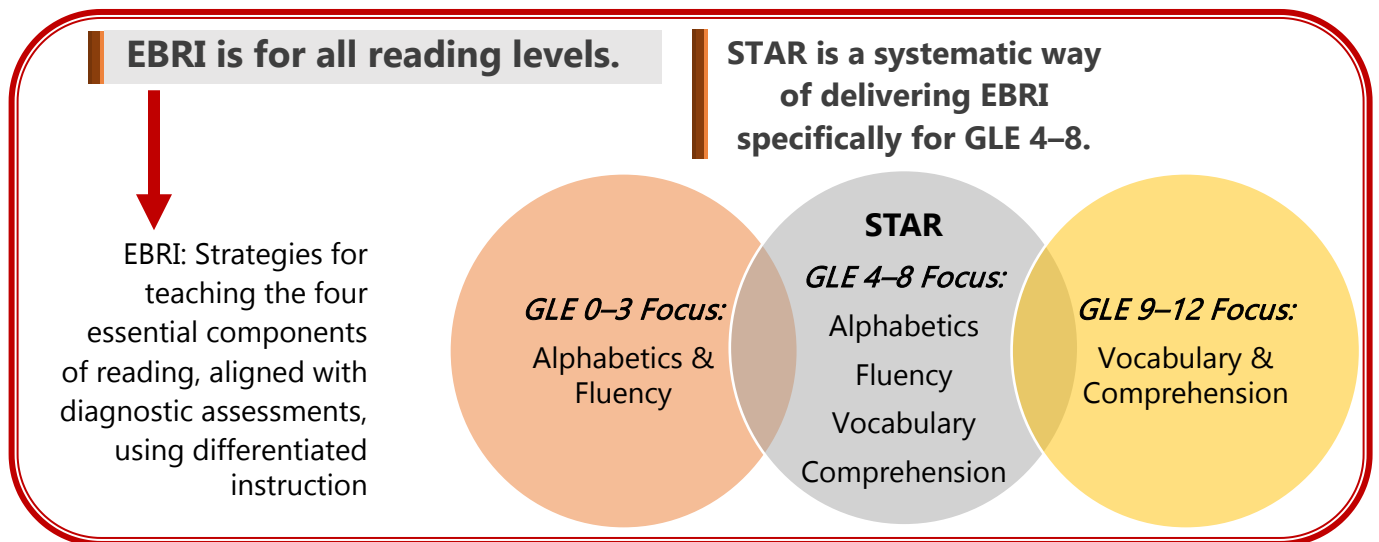 EBRI is for all reading levels.
STAR is a systematic way
of delivering EBRI
specifically for GLE 4–8.
EBRI: Strategies for
teaching the four
essential components
of reading, aligned with
diagnostic assessments,
using differentiated
instruction
GLE 0–3 Focus:
Alphabetics &
Fluency
STAR
GLE 4–8 Focus:
Alphabetics
Fluency
Vocabulary
Comprehension
GLE 9–12 Focus:
Vocabulary &
Comprehension